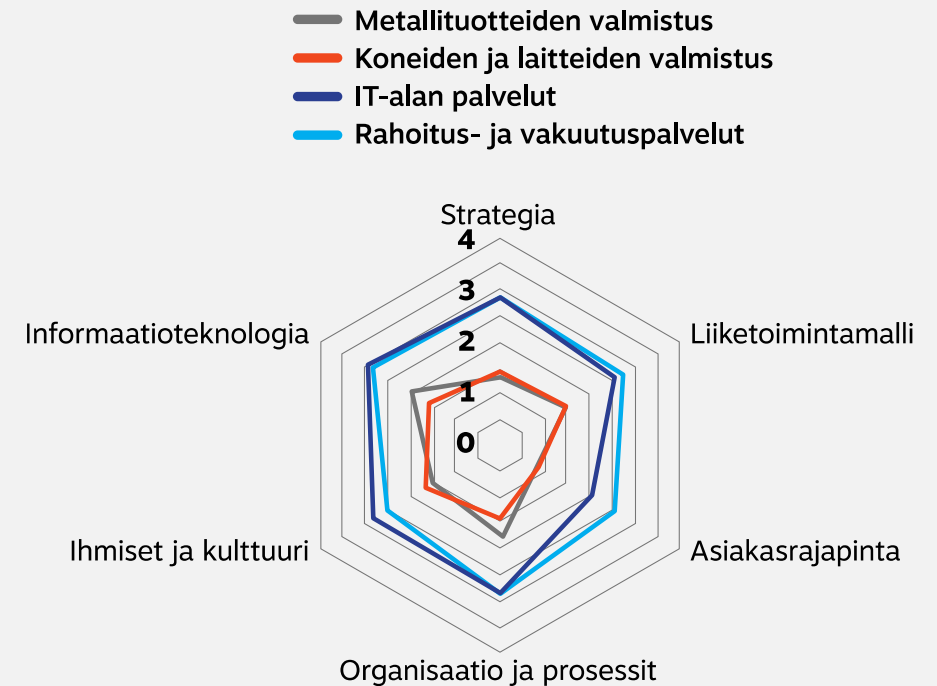 Metallituotteiden valmistus
Koneiden ja laitteiden valmistus
IT-alan palvelut
Rahoitus- ja vakuutuspalvelut
Strategia
4
3
2
1
0
Informaatioteknologia
Liiketoimintamalli
Ihmiset ja kulttuuri
Asiakasrajapinta
Organisaatio ja prosessit